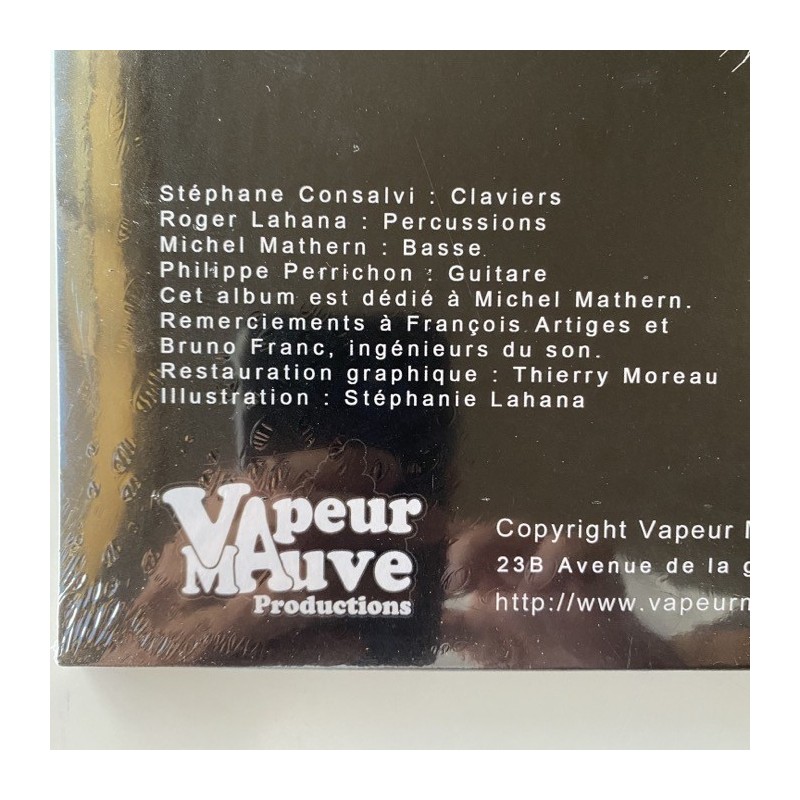 Stéphane Consalvi : Claviers
Roger Lahana : Percussions
Michel Mathern : Basse
Philippe Perrichon : Guitare
Cet album est dédié à Michel Mathern.
Remerciements à François Artiges et
Bruno Franc, ingénieurs du son.
Restauration graphique : Thierry Moreau
Illustration : Stéphanie Lahana
Vapeur
Mauve
Productions
Copyright Vapeur
23B Avenue de la
http://www.vapeur